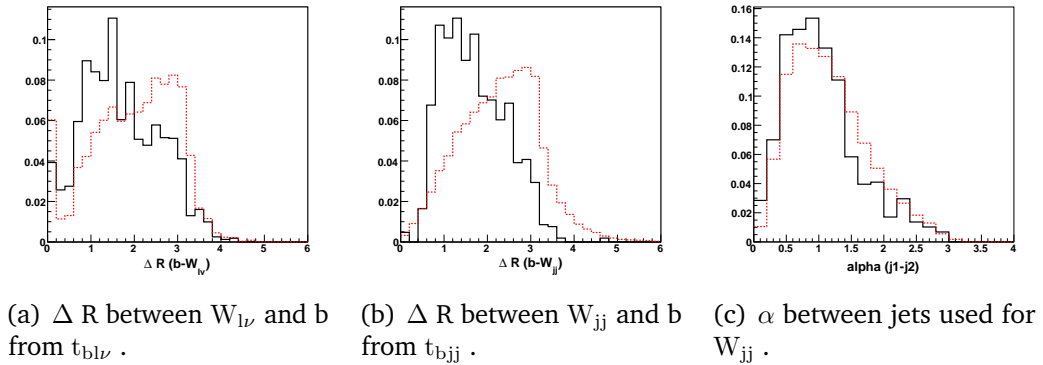 0.1
0.08
0.06
0.04
0.02
0
0 1 2 3 4 5 6
Δ R (b-W_lν)
0.1
0.08
0.06
0.04
0.02
0
0 1 2 3 4 5 6
Δ R (b-W_jj)
0.16
0.14
0.12
0.1
0.08
0.06
0.04
0.02
0
0 0.5 1 1.5 2 2.5 3 3.5 4
alpha (j1-j2)
(a) Δ R between W_lν and b
from t_blν .
(b) Δ R between W_jj and b
from t_bjj .
(c) α between jets used for
W_jj .